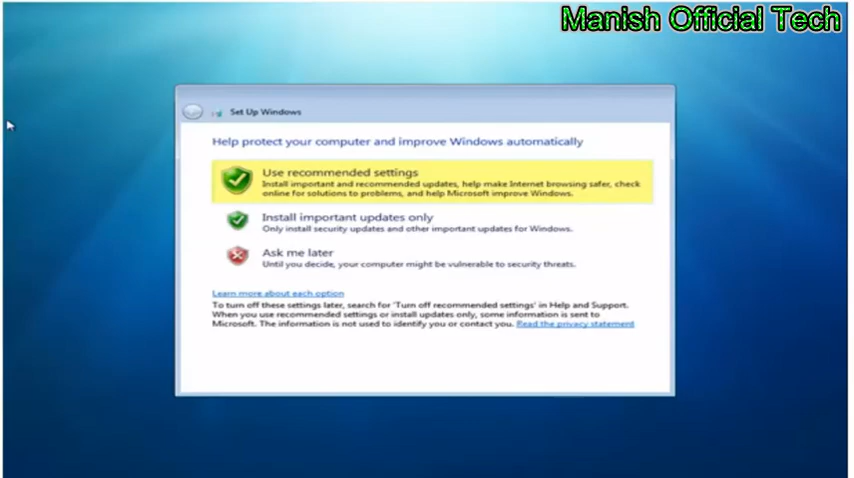 Manish Official Tech
Set Up Windows
Help protect your computer and improve Windows automatically
Use recommended settings
Install important and recommended updates, help make Internet browsing safer, check
online for solutions to problems, and help Microsoft improve Windows.
Install important updates only
Only install security updates and other important updates for Windows.
Ask me later
Until you decide, your computer might be vulnerable to security threats.
Learn more about each option
To turn off these settings later, search for 'Turn off recommended settings' in Help and Support.
When you use recommended settings or install updates only, some information is sent to
Microsoft. The information is not used to identify you or contact you. Read the privacy statement